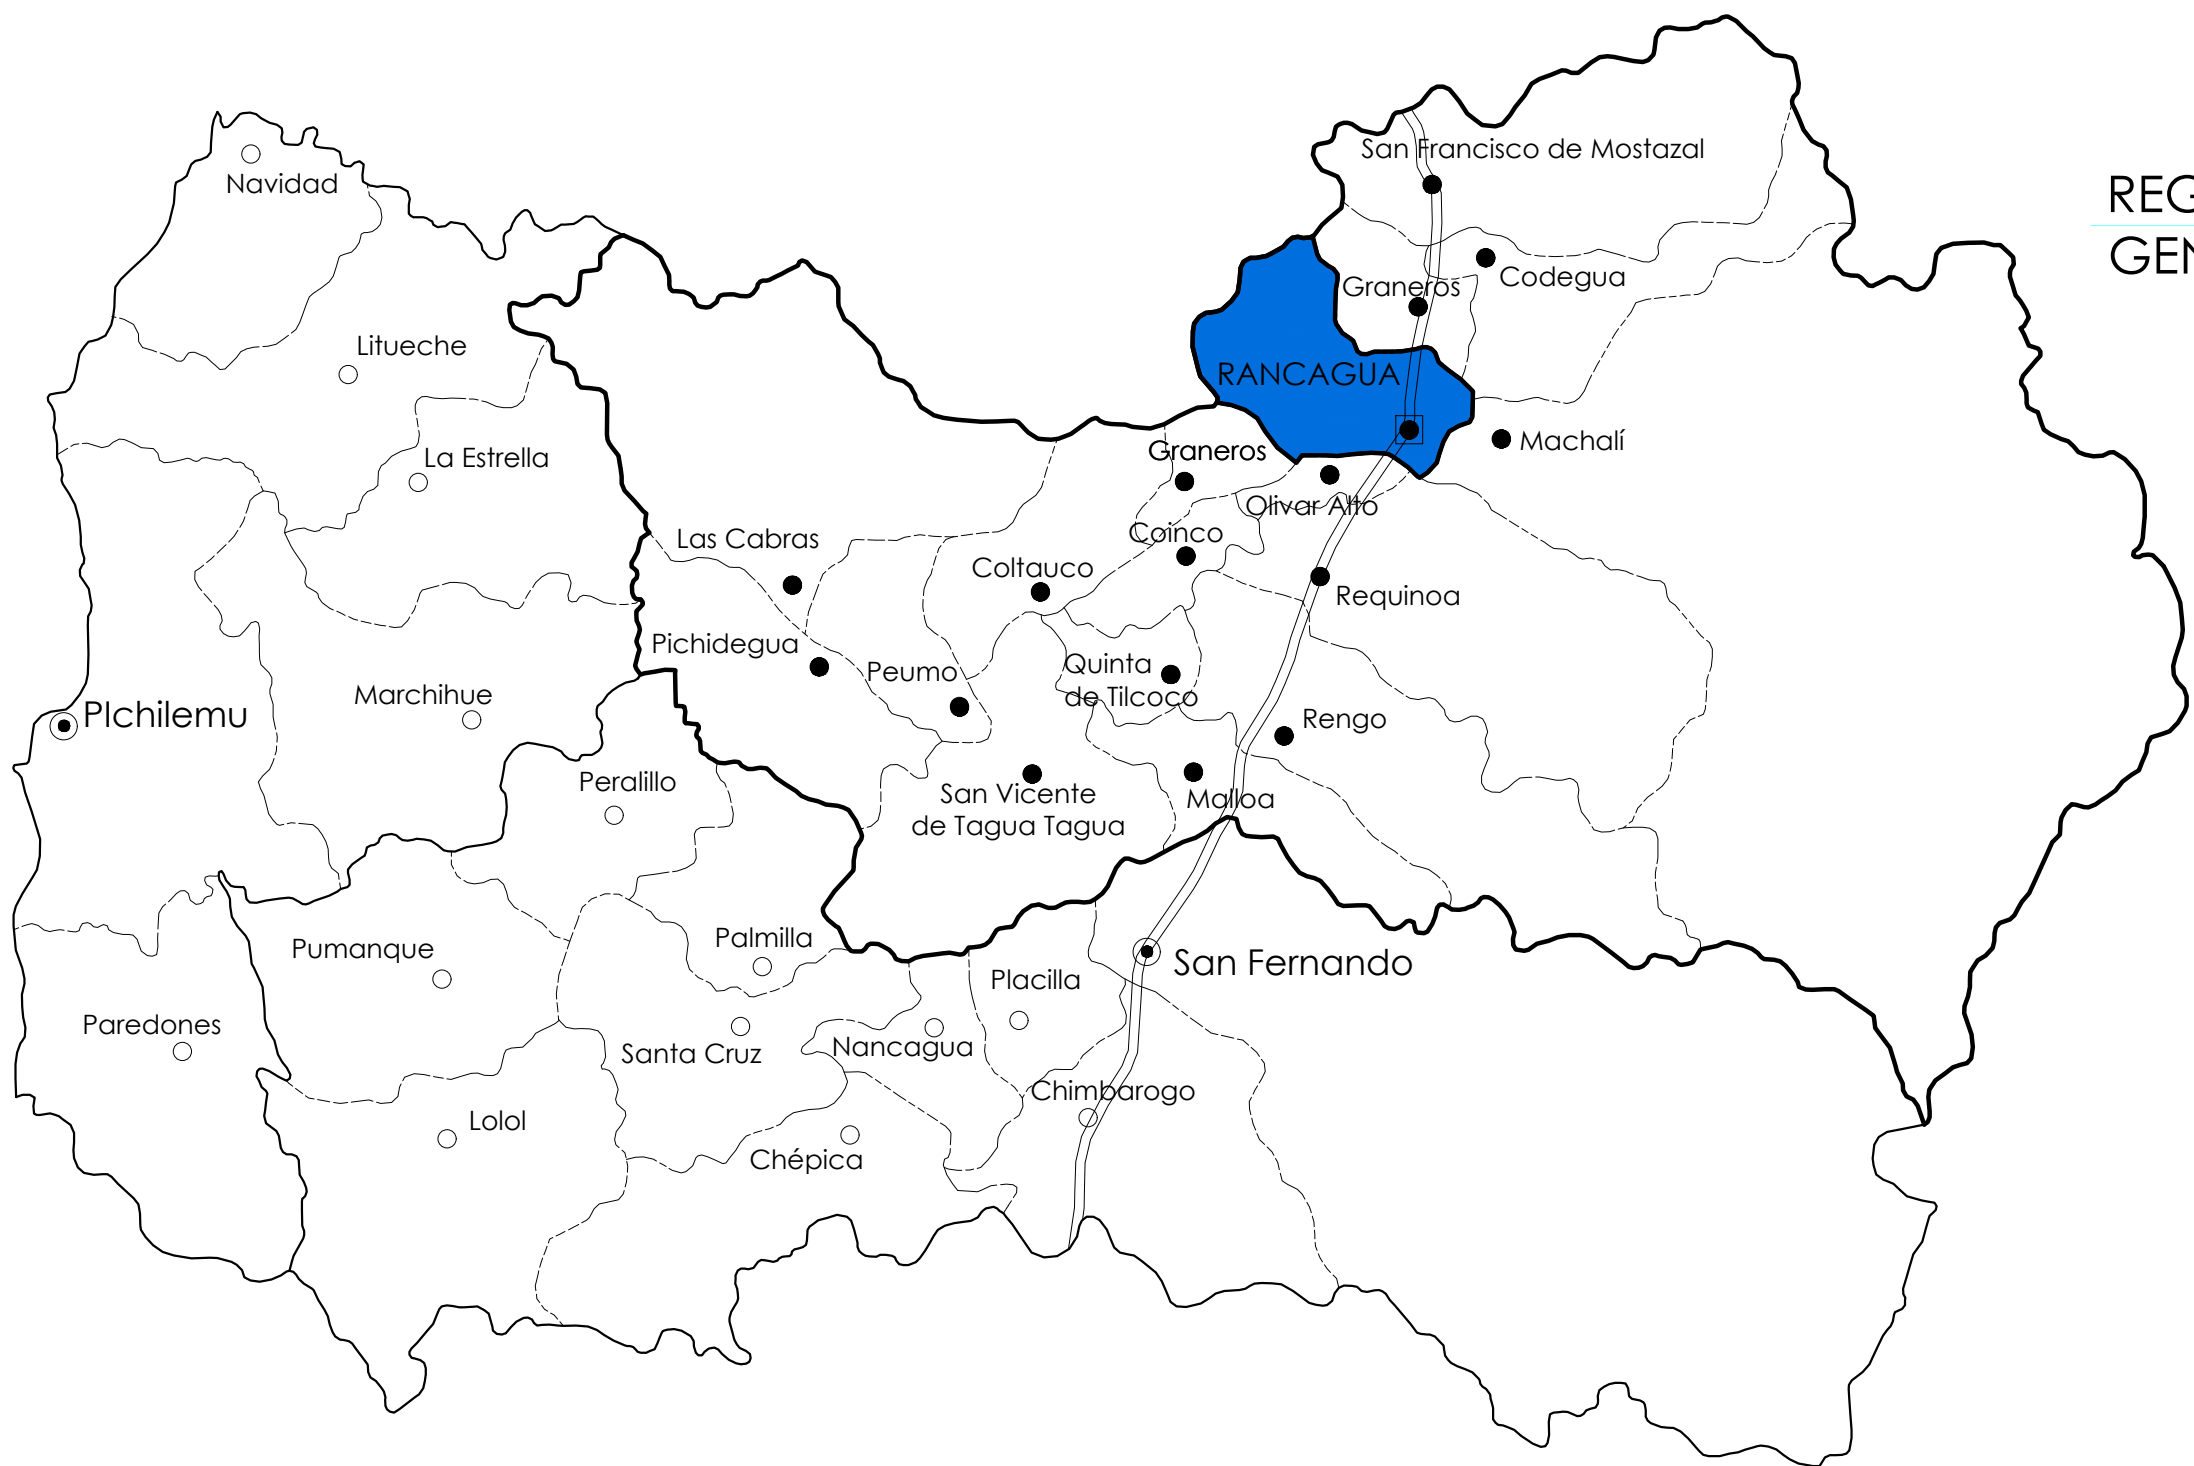 San Francisco de Mostazal
Navidad
REG
GEN
Codegua
Graneros
Litueche
RANCAGUA
Machalí
Graneros
La Estrella
Olivar Alto
Coinco
Las Cabras
Coltauco
Requinoa
Pichidegua
Peumo
Quinta
de Tilcoco
Marchihue
PIchilemu
Rengo
Peralillo
San Vicente
de Tagua Tagua
Malloa
Pumanque
Palmilla
San Fernando
Placilla
Paredones
Santa Cruz
Nancagua
Chimbarogo
Lolol
Chépica